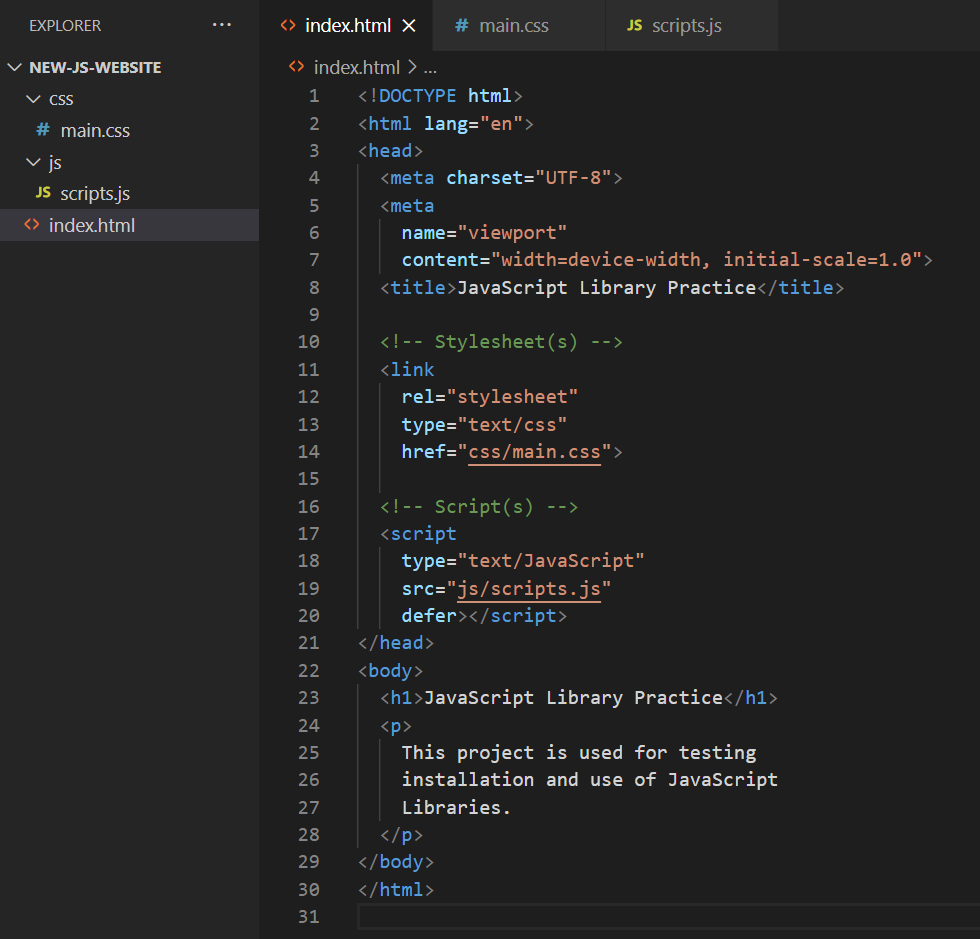 EXPLORER ...
NEW-JS-WEBSITE
css
# main.css
js
JS scripts.js
<> index.html
<> index.html ×
# main.css
JS scripts.js
<> index.html > ...
1 <!DOCTYPE html>
2 <html lang="en">
3 <head>
4 <meta charset="UTF-8">
5 <meta
6 name="viewport"
7 content="width=device-width, initial-scale=1.0">
8 <title>JavaScript Library Practice</title>
9
10 <!-- Stylesheet(s) -->
11 <link
12 rel="stylesheet"
13 type="text/css"
14 href="css/main.css">
15
16 <!-- Script(s) -->
17 <script
18 type="text/JavaScript"
19 src="js/scripts.js"
20 defer></script>
21 </head>
22 <body>
23 <h1>JavaScript Library Practice</h1>
24 <p>
25 This project is used for testing
26 installation and use of JavaScript
27 Libraries.
28 </p>
29 </body>
30 </html>
31